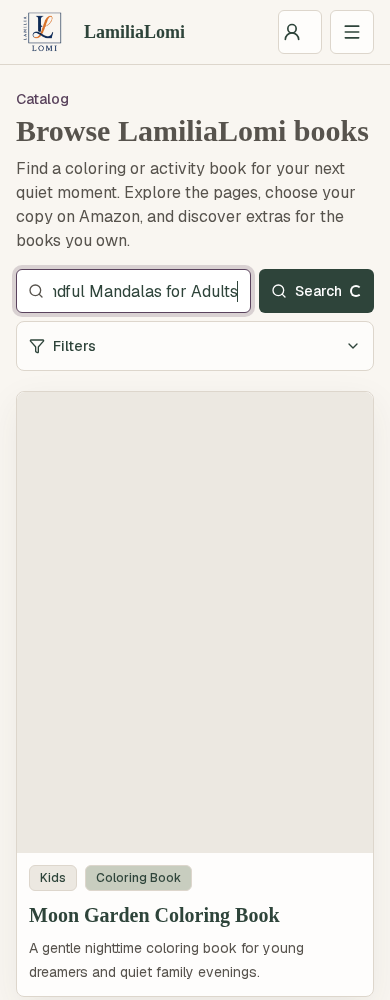 LAMILIA
L
LOMI
LamiliaLomi
Catalog
Browse LamiliaLomi books
Find a coloring or activity book for your next
quiet moment. Explore the pages, choose your
copy on Amazon, and discover extras for the
books you own.
ndful Mandalas for Adults
Search
Filters
Kids
Coloring Book
Moon Garden Coloring Book
A gentle nighttime coloring book for young
dreamers and quiet family evenings.